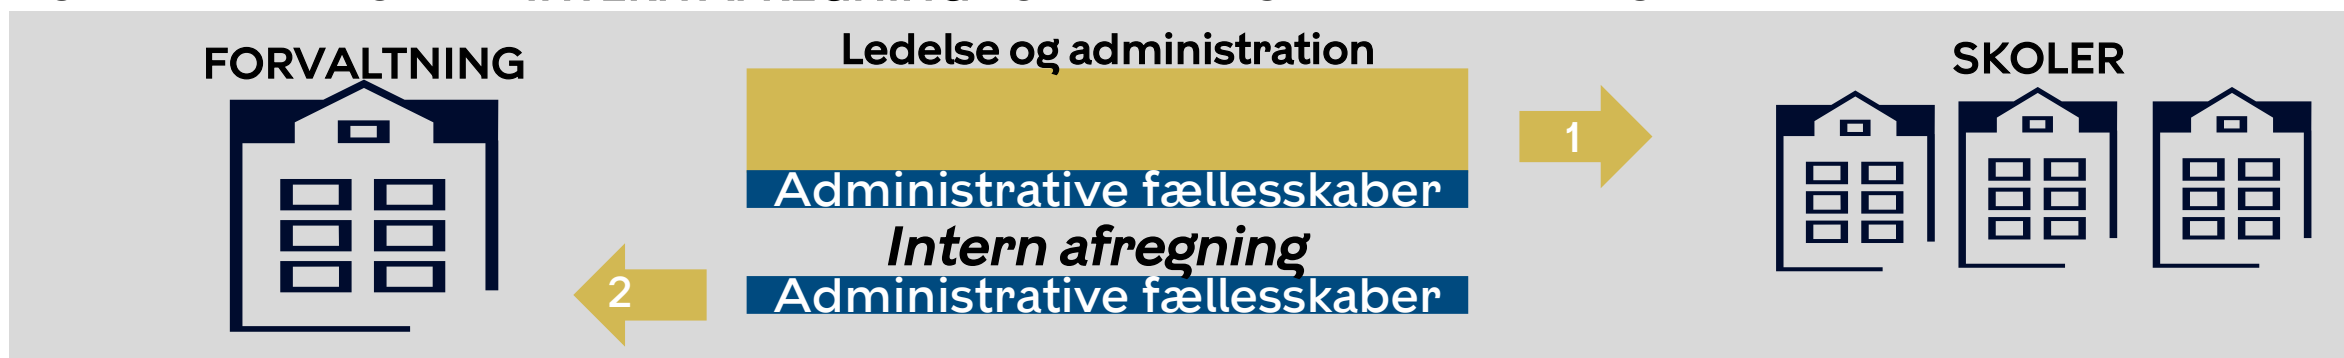 FORVALTNING
Ledelse og administration
SKOLER
1
Administrative fællesskaber
Intern afregning
2
Administrative fællesskaber